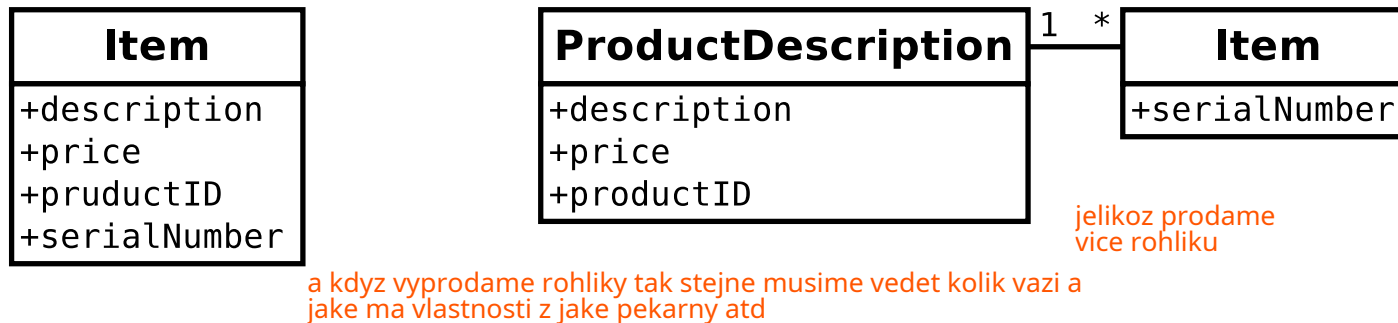 Item
+description
+price
+pruductID
+serialNumber
ProductDescription
+description
+price
+productID
1 *
Item
+serialNumber
jelikoz prodame
vice rohliku
a kdyz vyprodame rohliky tak stejne musime vedet kolik vazi a
jake ma vlastnosti z jake pekarny atd